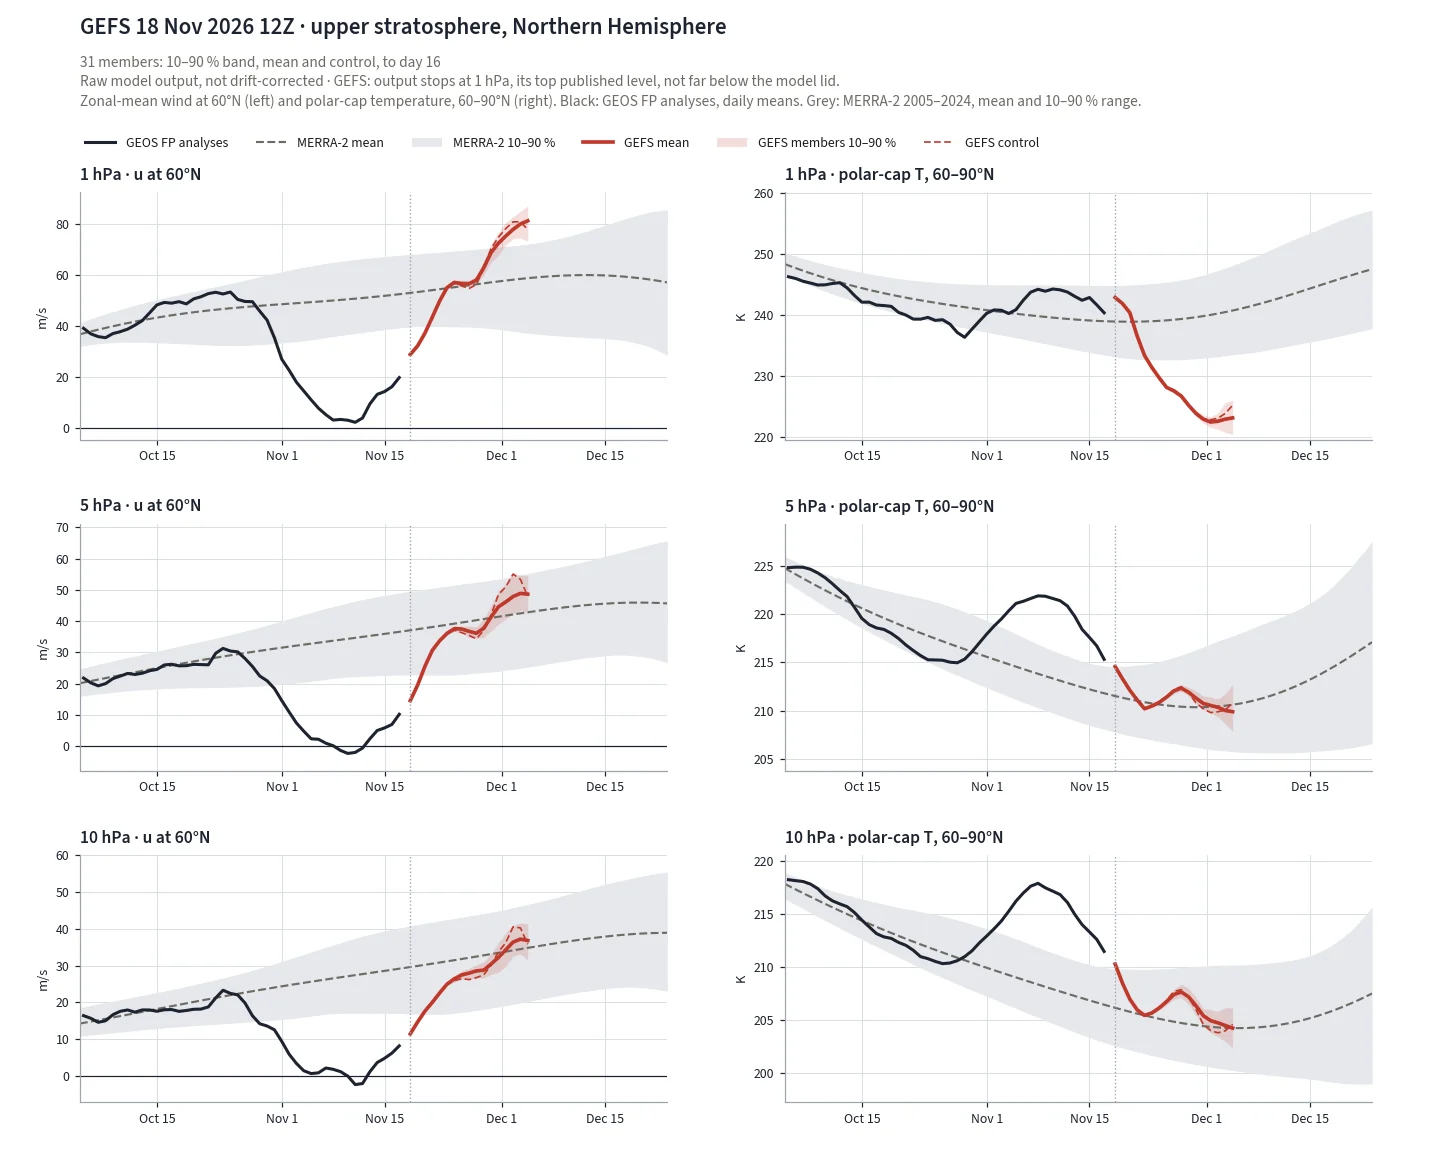 GEFS 18 Nov 2026 12Z · upper stratosphere, Northern Hemisphere
31 members: 10–90 % band, mean and control, to day 16
Raw model output, not drift-corrected · GEFS: output stops at 1 hPa, its top published level, not far below the model lid.
Zonal-mean wind at 60°N (left) and polar-cap temperature, 60–90°N (right). Black: GEOS FP analyses, daily means. Grey: MERRA-2 2005–2024, mean and 10–90 % range.
GEOS FP analyses MERRA-2 mean MERRA-2 10–90 % GEFS mean GEFS members 10–90 % GEFS control
1 hPa · u at 60°N
80
60
40
20
0
m/s
Oct 15 Nov 1 Nov 15 Dec 1 Dec 15
1 hPa · polar-cap T, 60–90°N
260
250
240
230
220
K
Oct 15 Nov 1 Nov 15 Dec 1 Dec 15
5 hPa · u at 60°N
70
60
50
40
30
20
10
0
m/s
Oct 15 Nov 1 Nov 15 Dec 1 Dec 15
5 hPa · polar-cap T, 60–90°N
225
220
215
210
205
K
Oct 15 Nov 1 Nov 15 Dec 1 Dec 15
10 hPa · u at 60°N
60
50
40
30
20
10
0
m/s
Oct 15 Nov 1 Nov 15 Dec 1 Dec 15
10 hPa · polar-cap T, 60–90°N
220
215
210
205
200
K
Oct 15 Nov 1 Nov 15 Dec 1 Dec 15